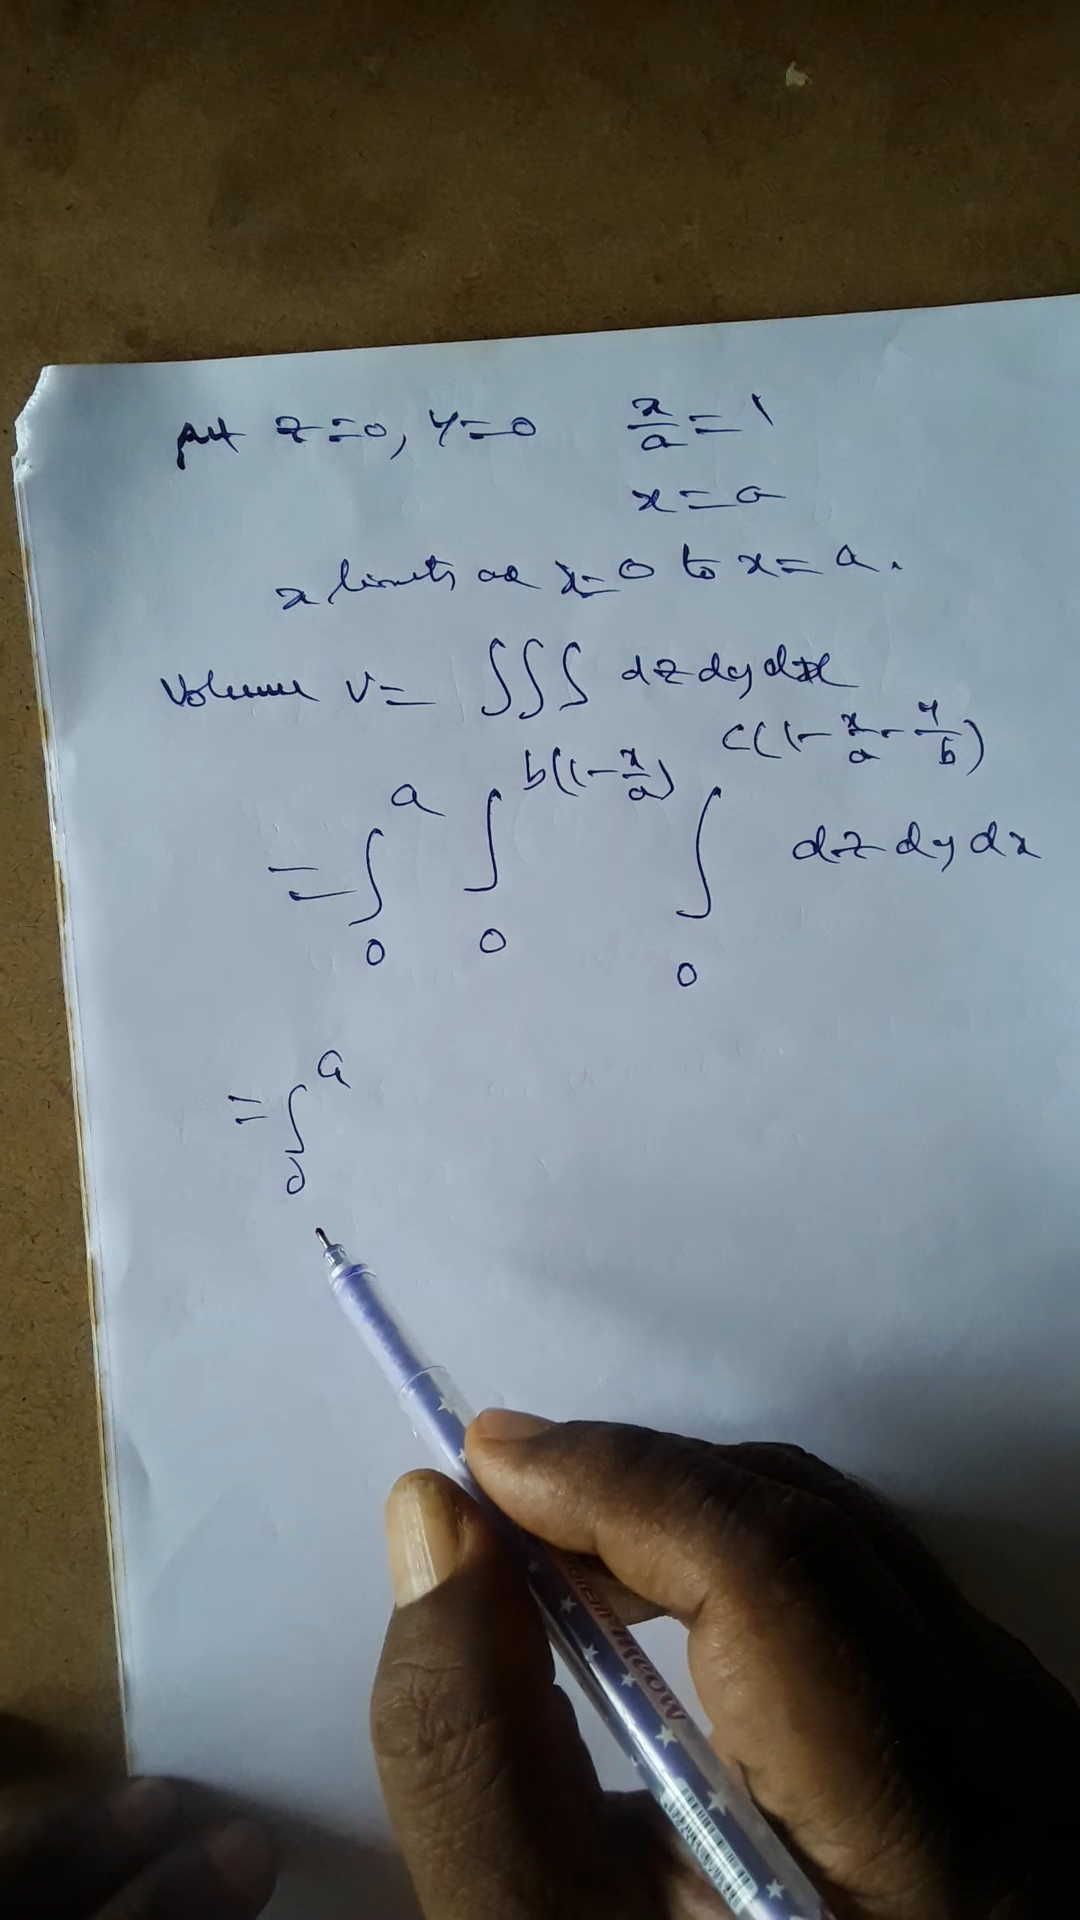 put z=0, y=0 x/a = 1
x = a
x limits are x=0 to x=a.
Volume V= ∫∫∫ dz dy dx
= ∫₀^a ∫₀^b(1-x/a) ∫₀^c(1-x/a-y/b) dz dy dx
= ∫₀^a
MEOW